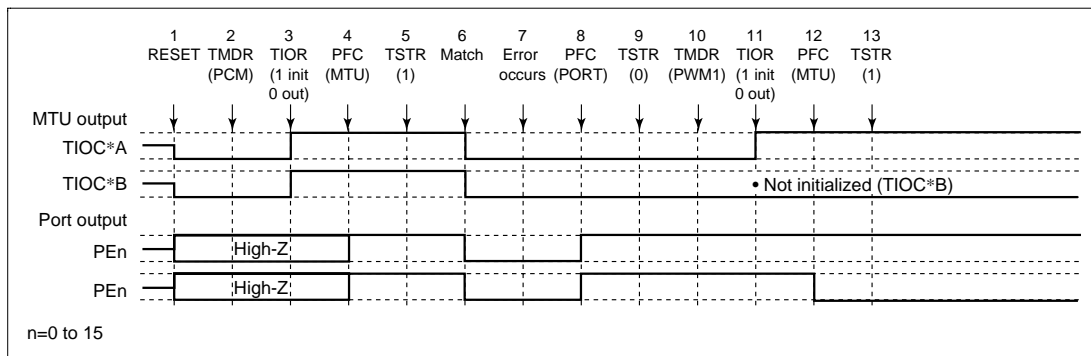 1 2 3 4 5 6 7 8 9 10 11 12 13
RESET TMDR TIOR PFC TSTR Match Error PFC TSTR TMDR TIOR PFC TSTR
(PCM) (1 init (MTU) (1) occurs (PORT) (0) (PWM1) (1 init (MTU) (1)
0 out) 0 out)
MTU output
TIOC*A
TIOC*B
• Not initialized (TIOC*B)
Port output
PEn High-Z
PEn High-Z
n=0 to 15